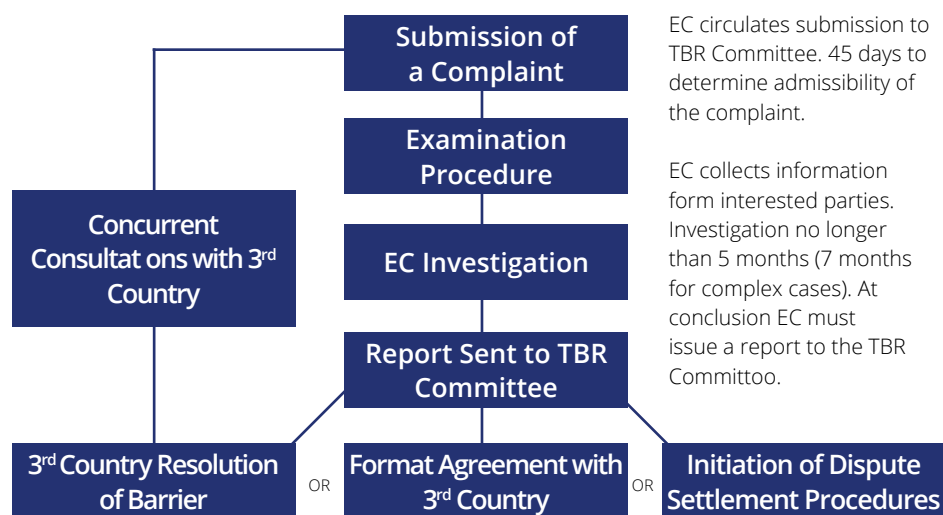 Submission of
a Complaint
EC circulates submission to
TBR Committee. 45 days to
determine admissibility of
the complaint.
Examination
Procedure
EC collects information
form interested parties.
Investigation no longer
than 5 months (7 months
for complex cases). At
conclusion EC must
issue a report to the TBR
Committoo.
Concurrent
Consultat ons with 3rd
Country
EC Investigation
Report Sent to TBR
Committee
3rd Country Resolution
of Barrier
OR
Format Agreement with
3rd Country
OR
Initiation of Dispute
Settlement Procedures